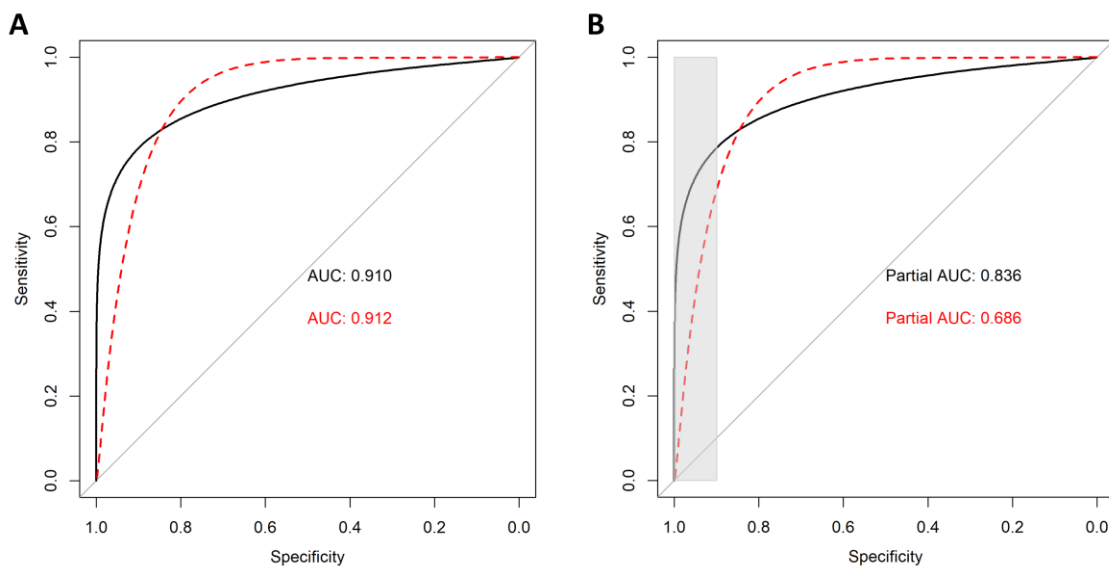 A
B
1.0
0.8
0.6
0.4
0.2
0.0
Sensitivity
AUC: 0.910
AUC: 0.912
1.0 0.8 0.6 0.4 0.2 0.0
Specificity
1.0
0.8
0.6
0.4
0.2
0.0
Sensitivity
Partial AUC: 0.836
Partial AUC: 0.686
1.0 0.8 0.6 0.4 0.2 0.0
Specificity